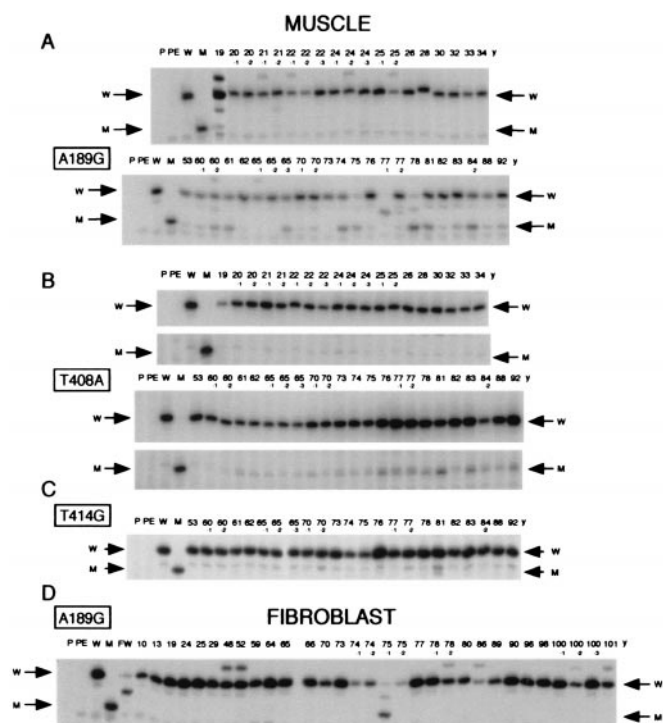 MUSCLE
A
P PE W M 19 20 20 21 21 22 22 22 24 24 24 25 25 26 28 30 32 33 34 y
1 2 1 2 1 2 3 1 2 3 1 2
W W
M M
A189G
P PE W M 53 60 60 61 62 65 65 65 70 70 73 74 75 76 77 77 78 81 82 83 84 88 92 y
1 2 1 2 3 1 2 1 2 2
W W
M M
B
P PE W M 19 20 20 21 21 22 22 22 24 24 24 25 25 26 28 30 32 33 34 y
1 2 1 2 1 2 3 1 2 3 1 2
W W
M M
T408A
P PE W M 53 60 60 61 62 65 65 65 70 70 73 74 75 76 77 77 78 81 82 83 84 88 92 y
1 2 1 2 3 1 2 1 2 2
W W
M M
C
T414G
P PE W M 53 60 60 61 62 65 65 65 70 70 73 74 75 76 77 77 78 81 82 83 84 88 92 y
1 2 1 2 3 1 2 1 2 2
W W
M M
D
A189G
FIBROBLAST
P PE W M FW 10 13 19 24 25 29 48 52 59 64 65 66 70 73 74 74 75 75 77 78 78 80 86 89 90 96 98 100 100 100 101 y
1 2 1 2 1 2 1 2 3
W W
M M